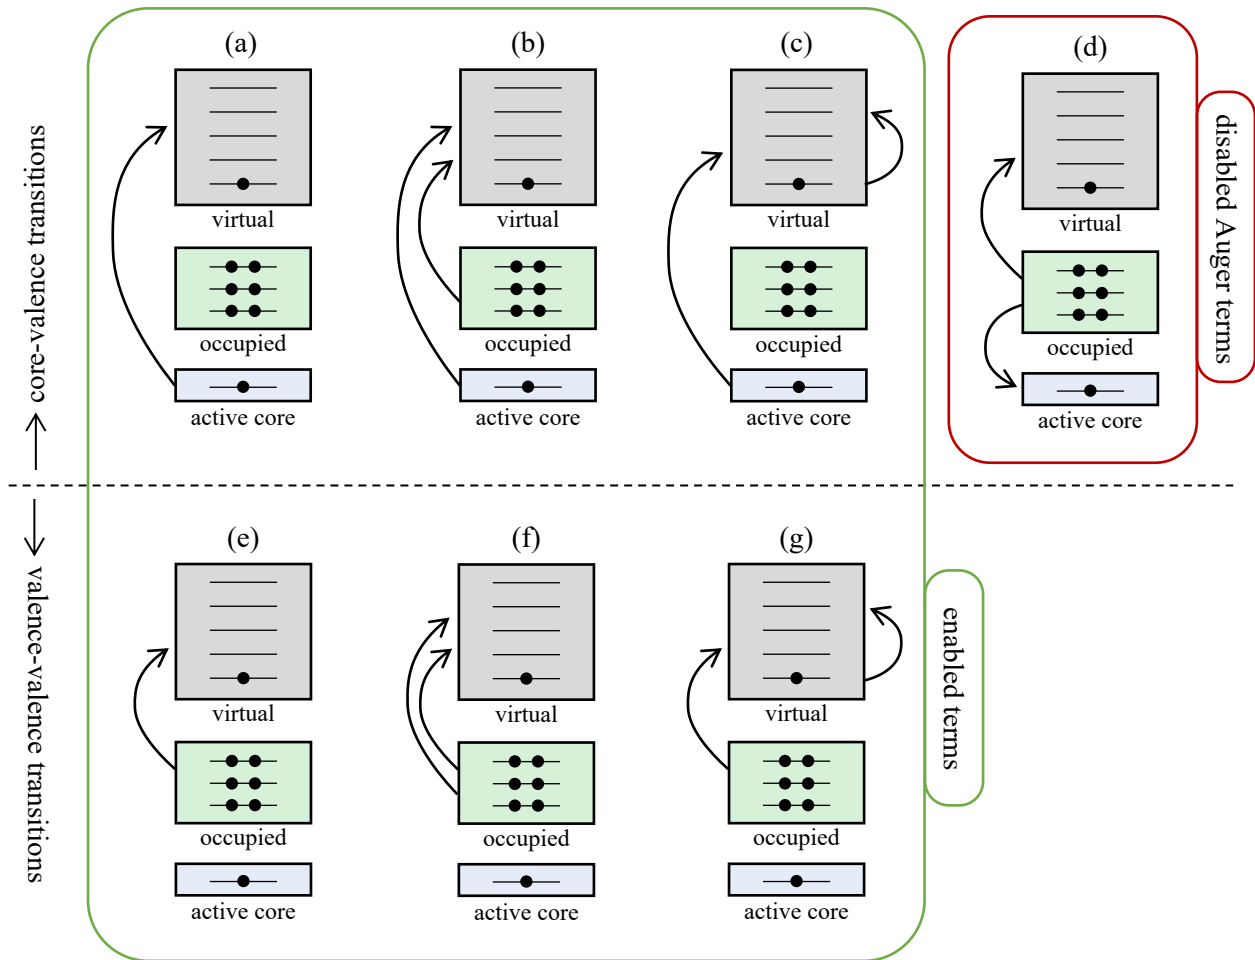 (a)
(b)
(c)
(d)
virtual
virtual
virtual
virtual
occupied
occupied
occupied
occupied
active core
active core
active core
active core
core-valence transitions
disabled Auger terms
(e)
(f)
(g)
virtual
virtual
virtual
occupied
occupied
occupied
active core
active core
active core
valence-valence transitions
enabled terms